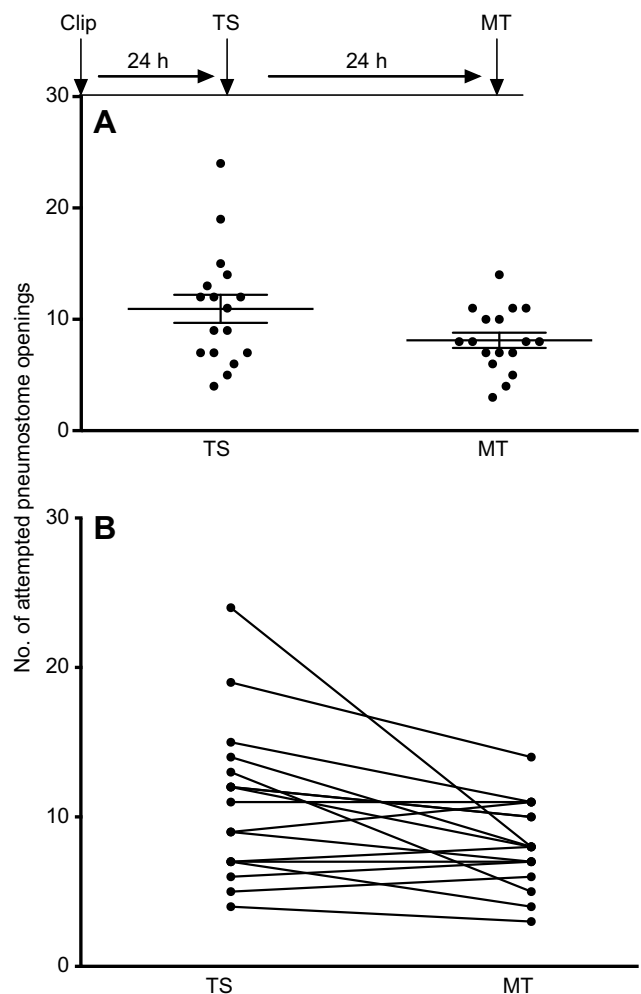 Clip TS MT
24 h 24 h
30
A
20
10
0
TS MT
No. of attempted pneumostome openings
30
B
20
10
0
TS MT